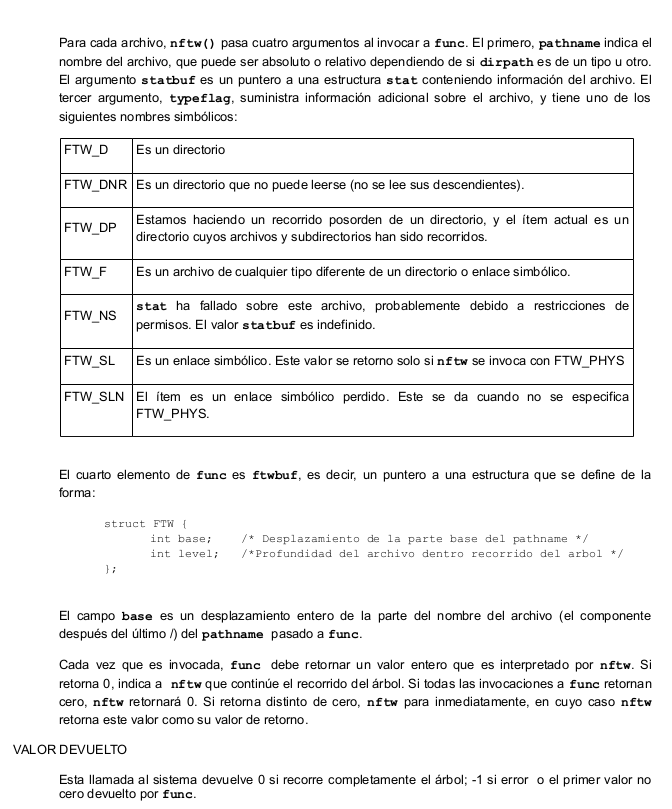 Para cada archivo, nftw() pasa cuatro argumentos al invocar a func. El primero, pathname indica el
nombre del archivo, que puede ser absoluto o relativo dependiendo de si dirpath es de un tipo u otro.
El argumento statbuf es un puntero a una estructura stat conteniendo información del archivo. El
tercer argumento, typeflag, suministra información adicional sobre el archivo, y tiene uno de los
siguientes nombres simbólicos:
FTW_D Es un directorio
FTW_DNR Es un directorio que no puede leerse (no se lee sus descendientes).
FTW_DP Estamos haciendo un recorrido posorden de un directorio, y el ítem actual es un
directorio cuyos archivos y subdirectorios han sido recorridos.
FTW_F Es un archivo de cualquier tipo diferente de un directorio o enlace simbólico.
FTW_NS stat ha fallado sobre este archivo, probablemente debido a restricciones de
permisos. El valor statbuf es indefinido.
FTW_SL Es un enlace simbólico. Este valor se retorno solo si nftw se invoca con FTW_PHYS
FTW_SLN El ítem es un enlace simbólico perdido. Este se da cuando no se especifica
FTW_PHYS.
El cuarto elemento de func es ftwbuf, es decir, un puntero a una estructura que se define de la
forma:
struct FTW {
int base; /* Desplazamiento de la parte base del pathname */
int level; /*Profundidad del archivo dentro recorrido del arbol */
};
El campo base es un desplazamiento entero de la parte del nombre del archivo (el componente
después del último /) del pathname pasado a func.
Cada vez que es invocada, func debe retornar un valor entero que es interpretado por nftw. Si
retorna 0, indica a nftw que continúe el recorrido del árbol. Si todas las invocaciones a func retornan
cero, nftw retornará 0. Si retorna distinto de cero, nftw para inmediatamente, en cuyo caso nftw
retorna este valor como su valor de retorno.
VALOR DEVUELTO
Esta llamada al sistema devuelve 0 si recorre completamente el árbol; -1 si error o el primer valor no
cero devuelto por func.